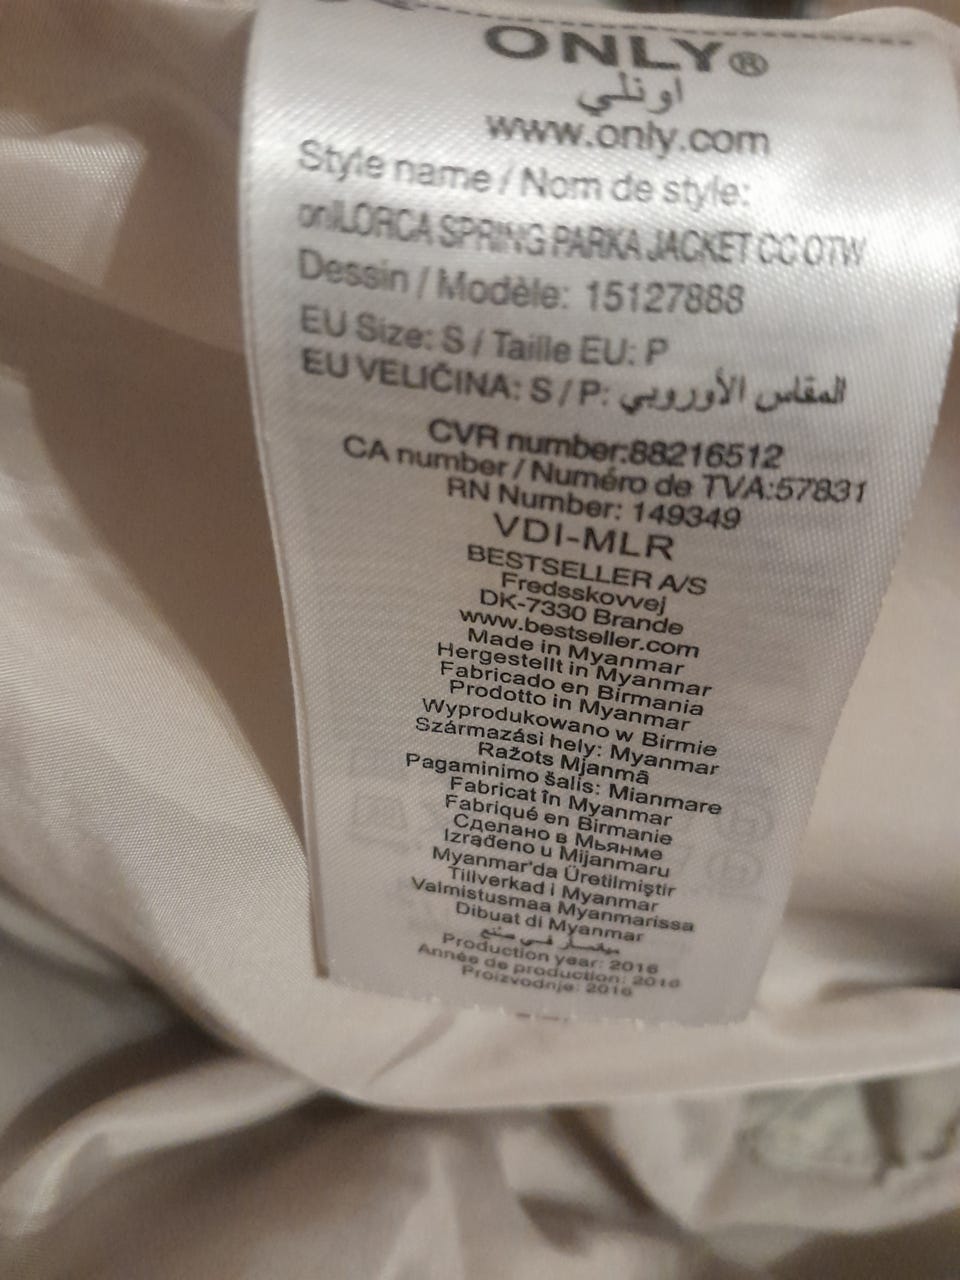 ONLY®
اونلي
www.only.com
Style name / Nom de style:
onlLORCA SPRING PARKA JACKET CC OTW
Dessin / Modèle: 15127888
EU Size: S / Taille EU: P
EU VELIČINA: S / P: المقاس الأوروبي
CVR number:88216512
CA number / Numéro de TVA:57831
RN Number: 149349
VDI-MLR
BESTSELLER A/S
Fredsskovvej
DK-7330 Brande
www.bestseller.com
Made in Myanmar
Hergestellt in Myanmar
Fabricado en Birmania
Prodotto in Myanmar
Wyprodukowano w Birmie
Származási hely: Myanmar
Ražots Mjanmā
Pagaminimo šalis: Mianmare
Fabricat în Myanmar
Fabriqué en Birmanie
Сделано в Мьянме
Izrađeno u Mijanmaru
Myanmar'da Üretilmiştir
Tillverkad i Myanmar
Valmistusmaa Myanmarissa
Dibuat di Myanmar
ميانمار في صنع
Production year: 2016
Année de production: 2016
Proizvodnje: 2016